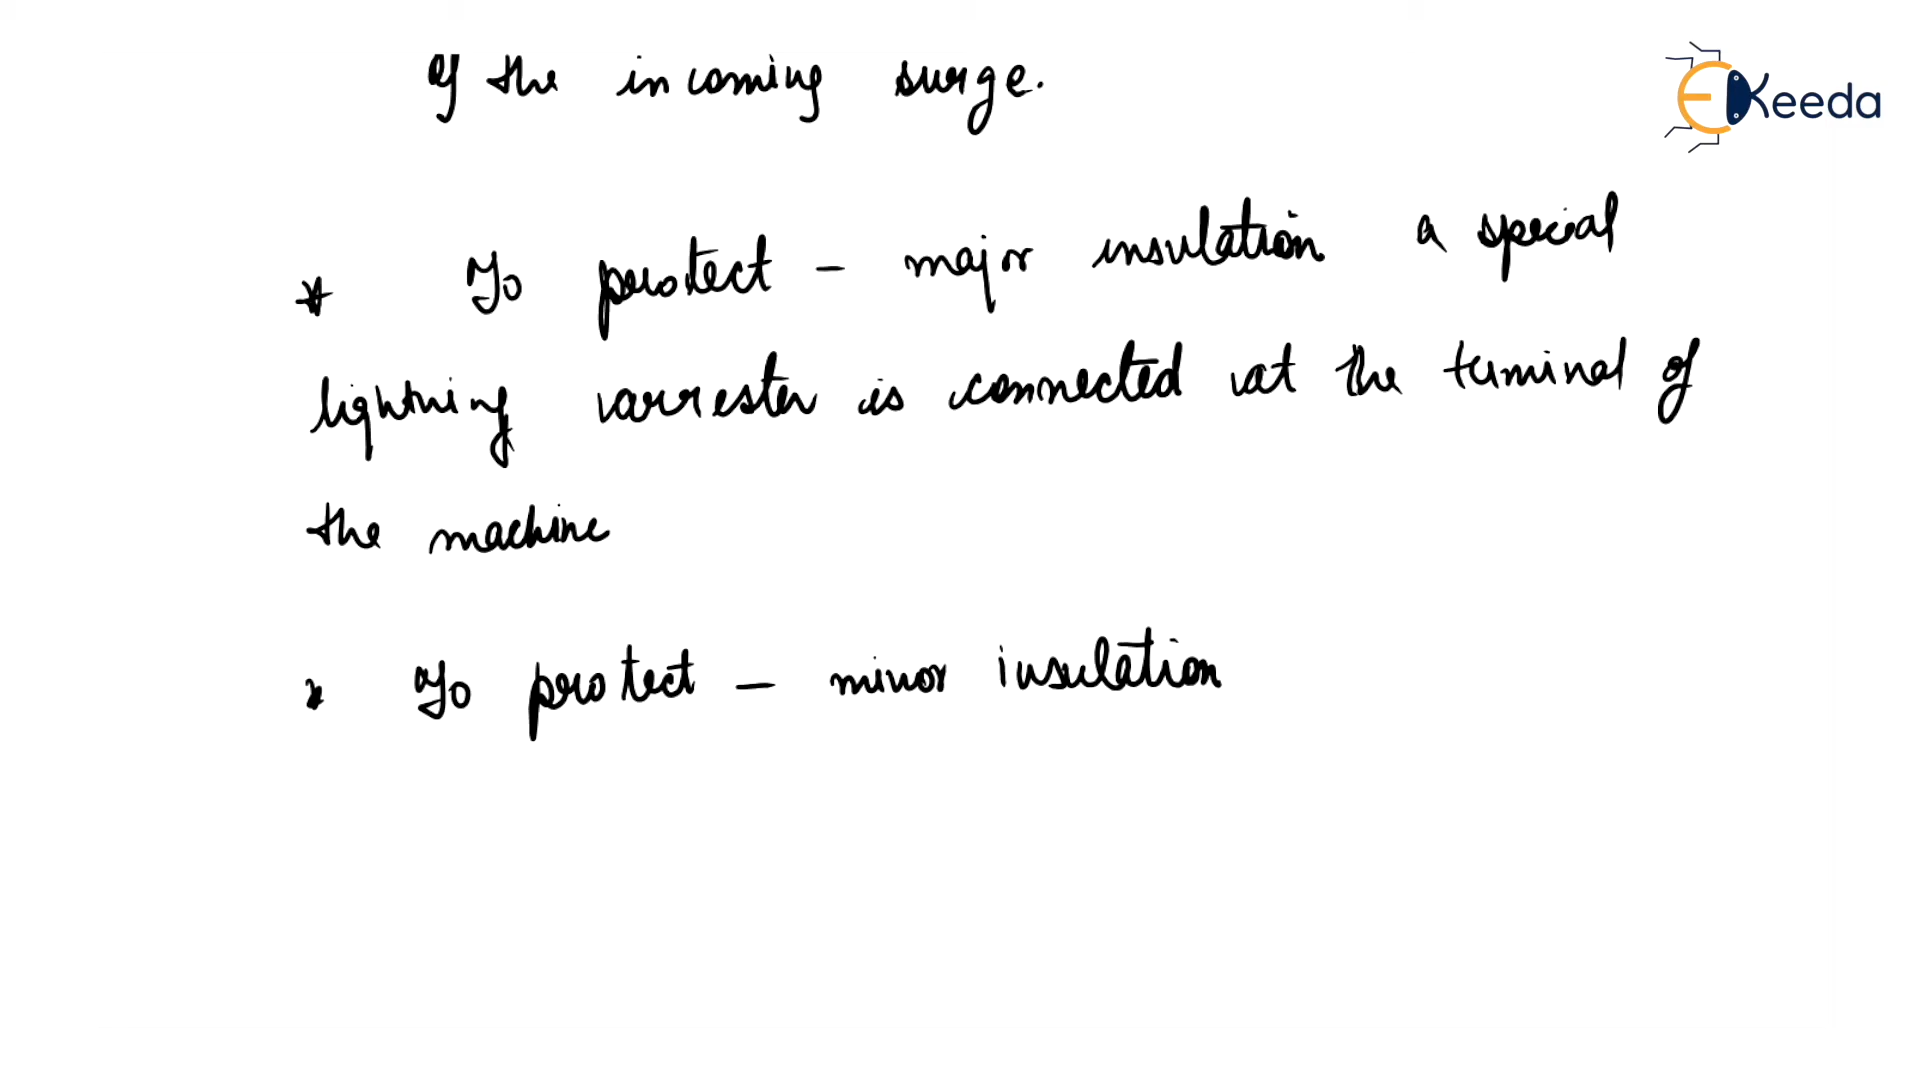 of the incoming surge.
EKeeda
* To protect - major insulation a special
lightning arrester is connected at the terminal of
the machine
* To protect - minor insulation